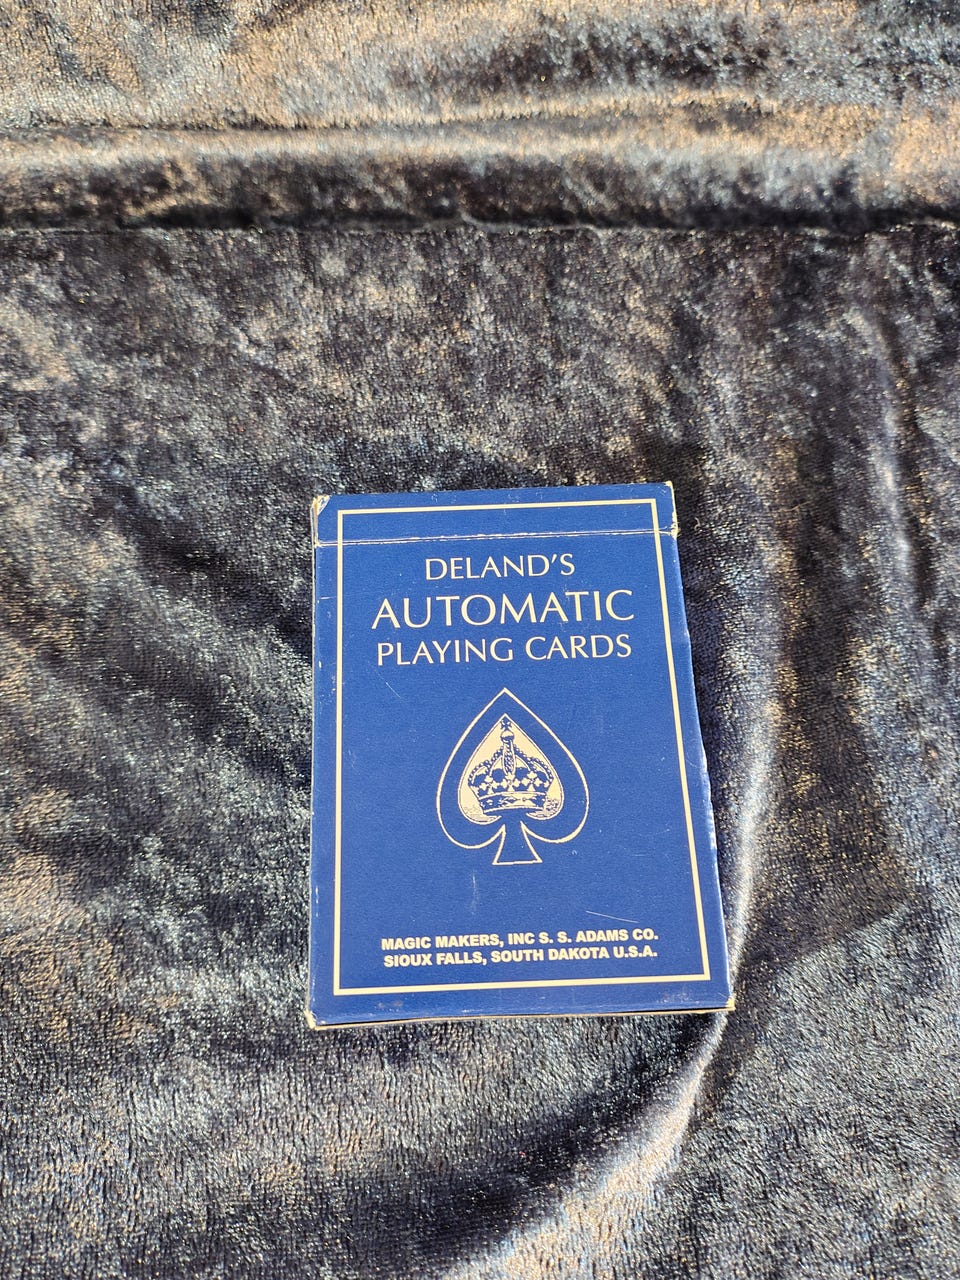 DELAND'S
AUTOMATIC
PLAYING CARDS
MAGIC MAKERS, INC S. S. ADAMS CO.
SIOUX FALLS, SOUTH DAKOTA U.S.A.